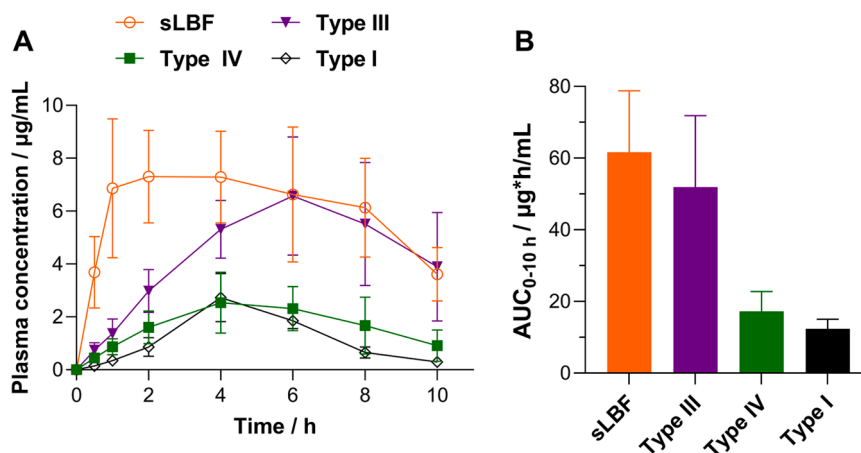 A
sLBF
Type III
Type IV
Type I
Plasma concentration / µg/mL
10
8
6
4
2
0
0 2 4 6 8 10
Time / h
B
AUC0-10 h / µg*h/mL
80
60
40
20
0
sLBF
Type III
Type IV
Type I